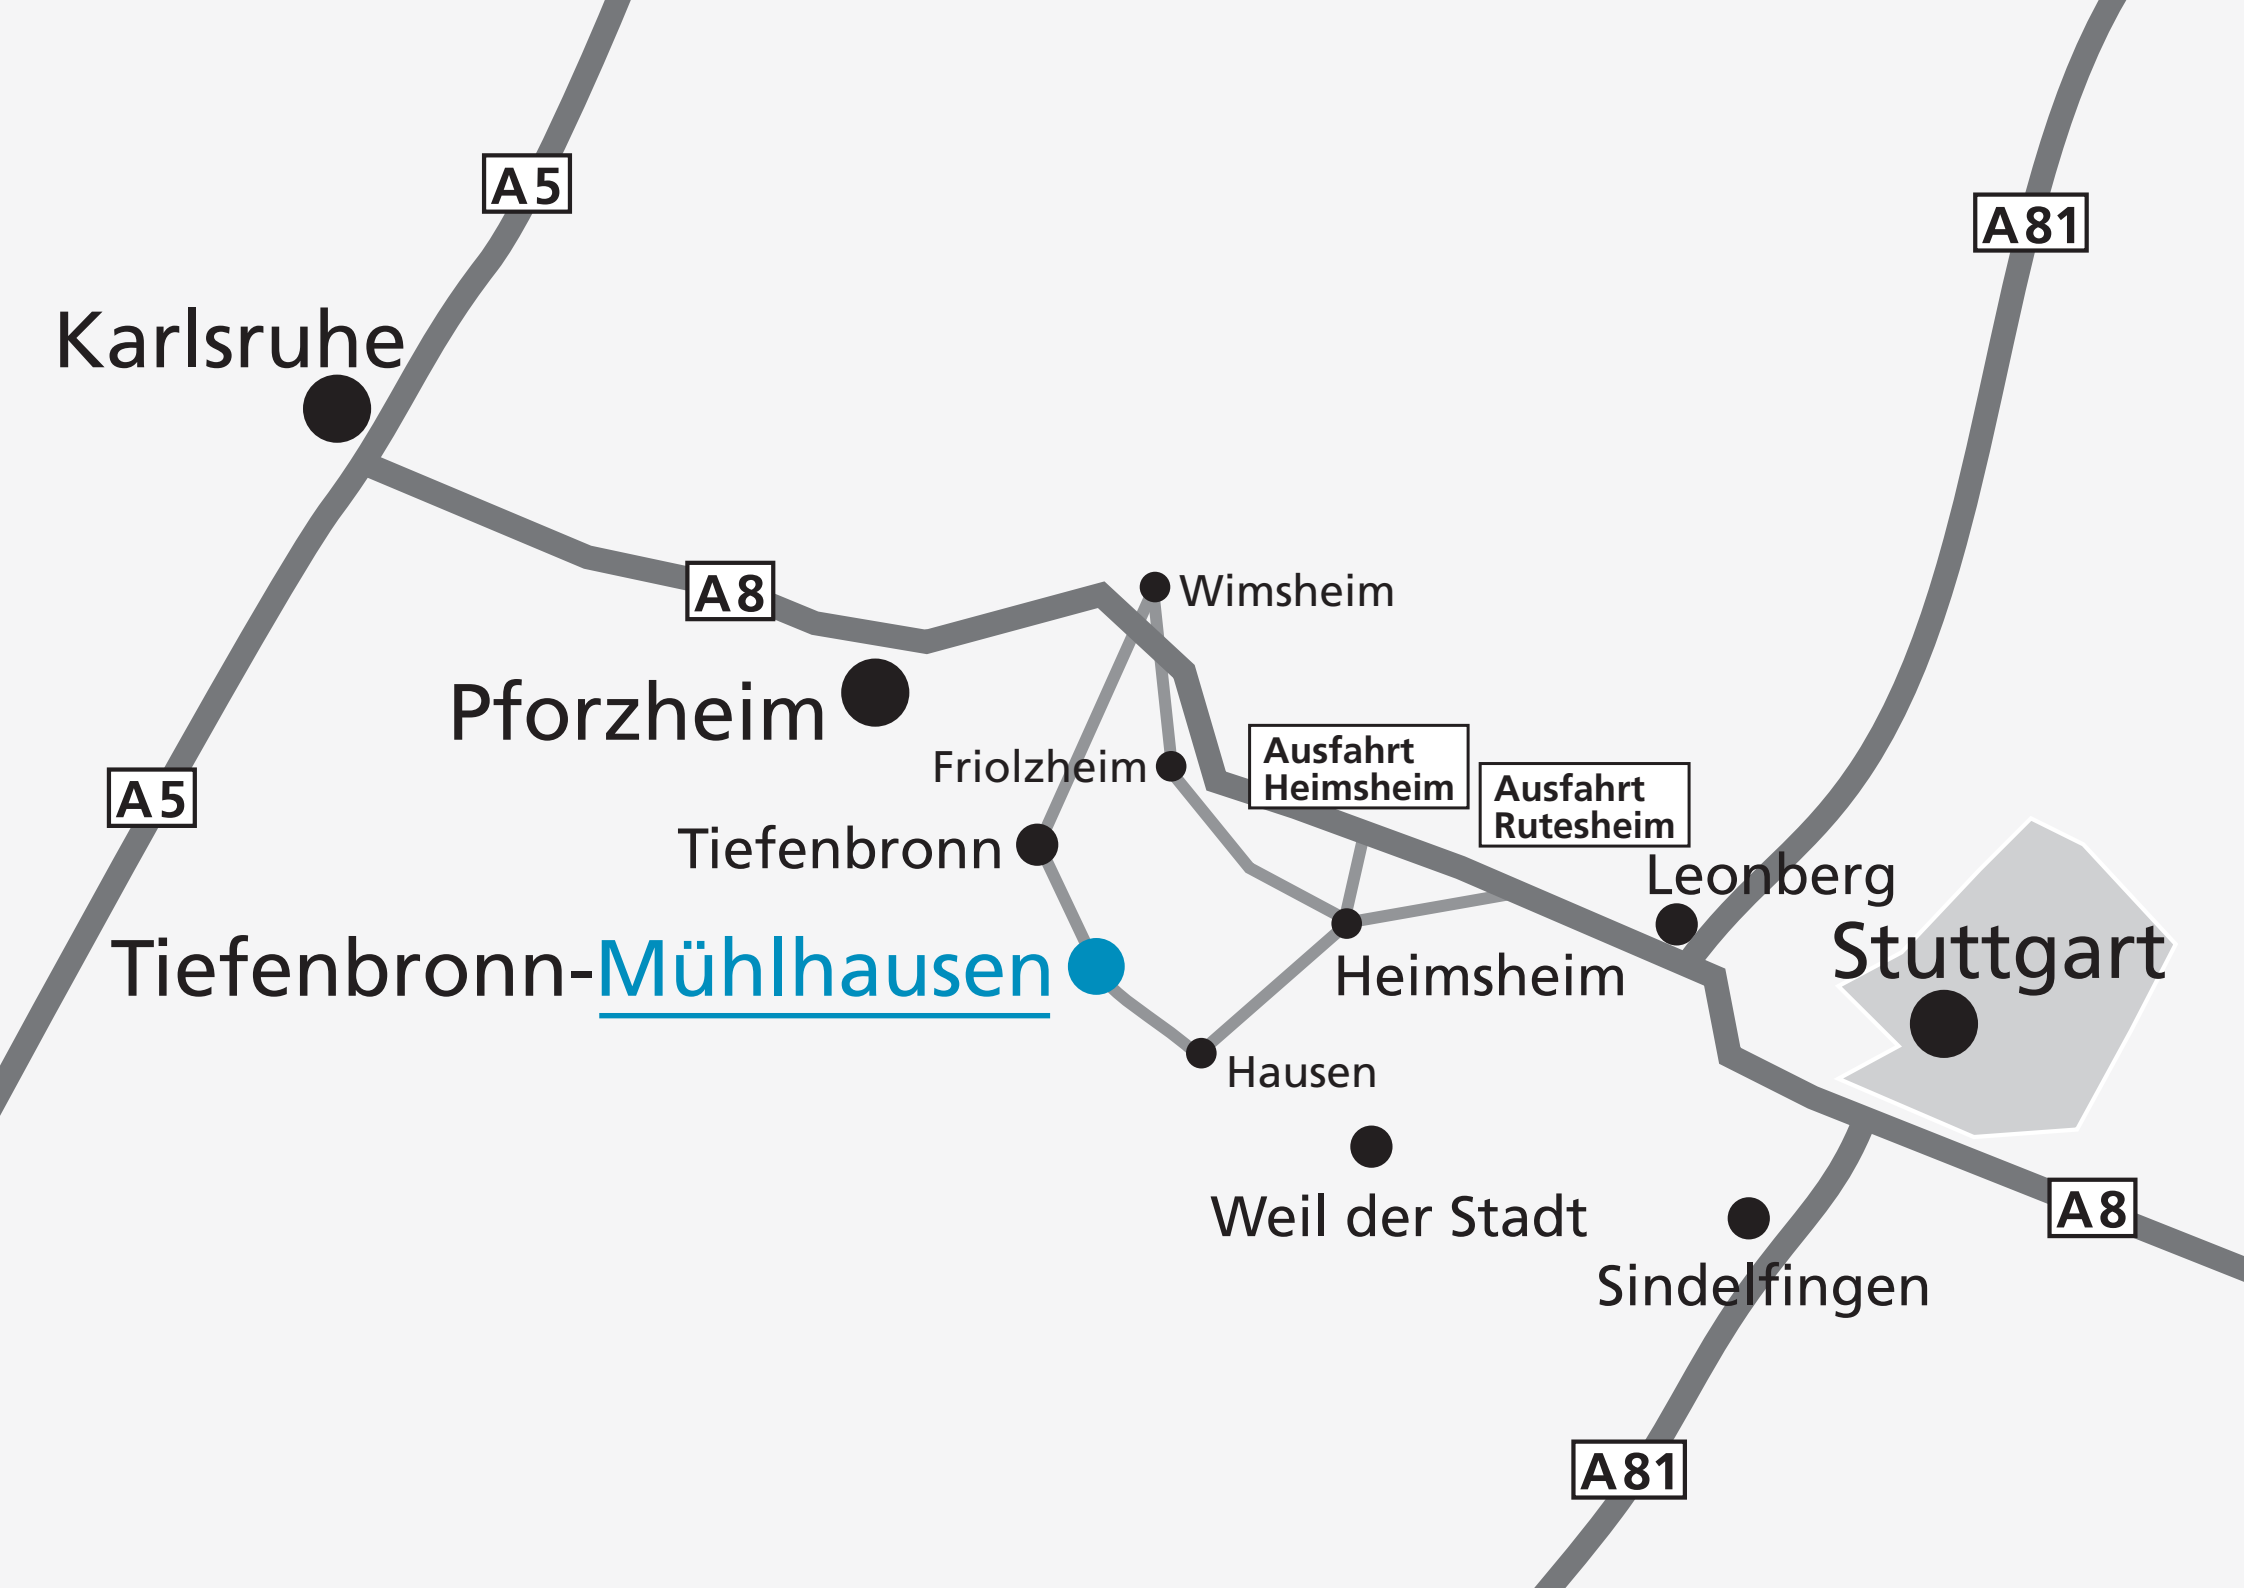 A5
A81
Karlsruhe
A8
Wimsheim
Pforzheim
Friolzheim
Ausfahrt
Heimsheim
Ausfahrt
Rutesheim
A5
Tiefenbronn
Leonberg
Stuttgart
Tiefenbronn-Mühlhausen
Heimsheim
Hausen
Weil der Stadt
A8
Sindelfingen
A81